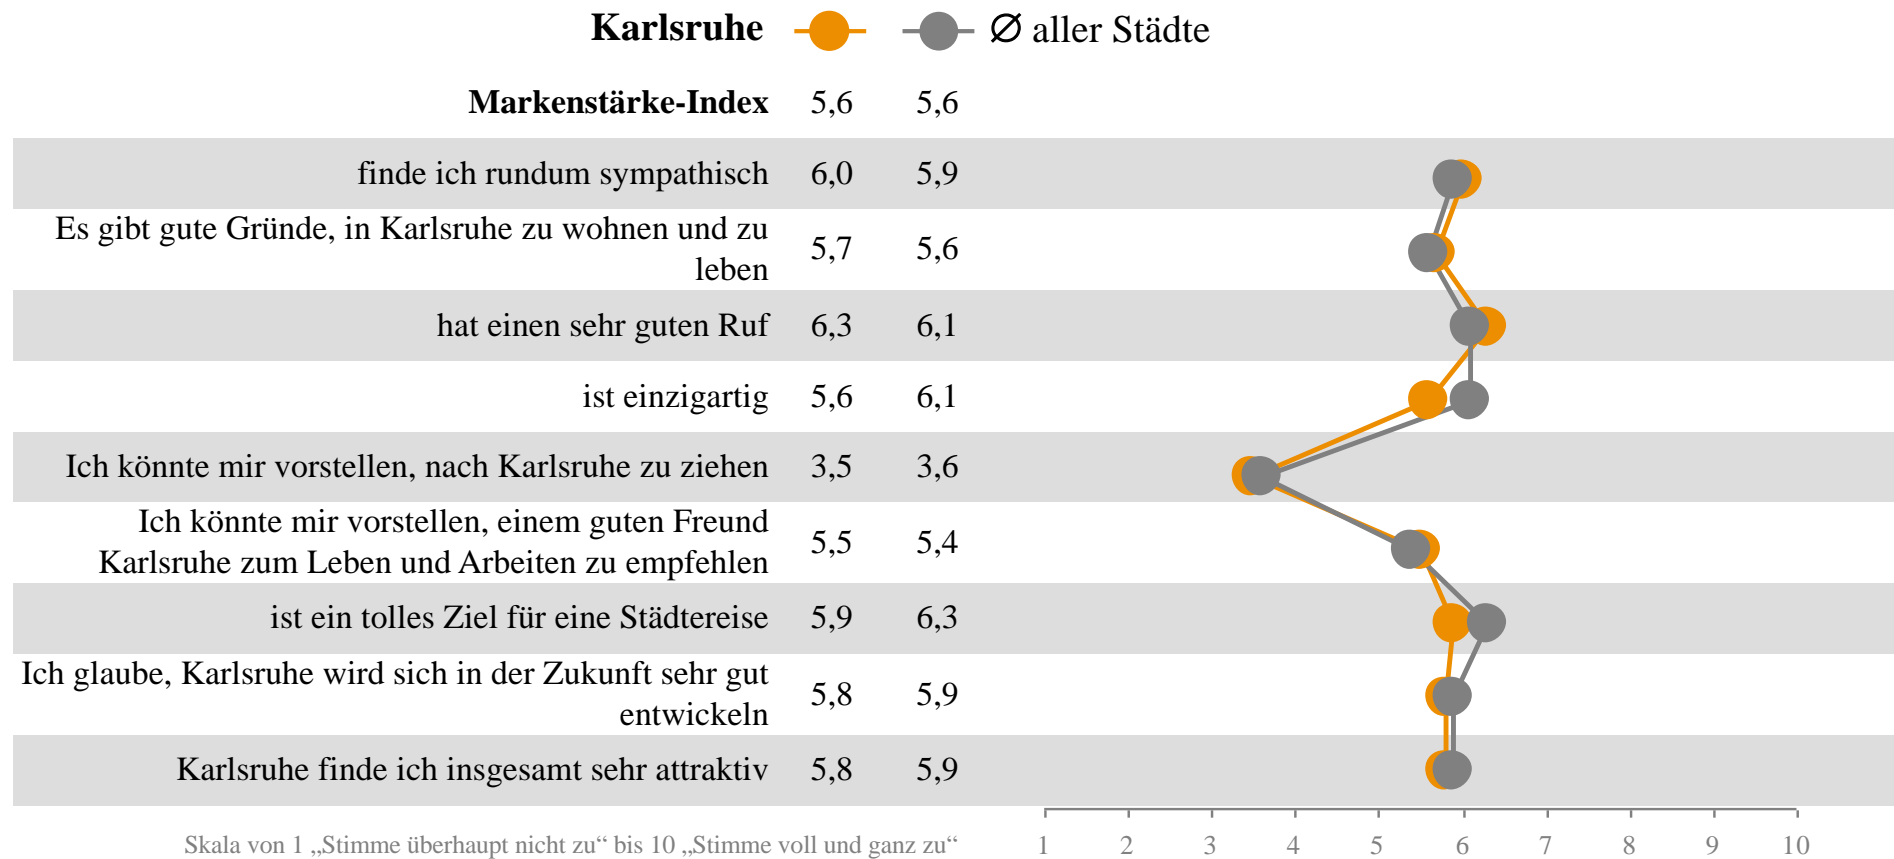 Karlsruhe Ø aller Städte
Markenstärke-Index 5,6 5,6
finde ich rundum sympathisch 6,0 5,9
Es gibt gute Gründe, in Karlsruhe zu wohnen und zu
leben 5,7 5,6
hat einen sehr guten Ruf 6,3 6,1
ist einzigartig 5,6 6,1
Ich könnte mir vorstellen, nach Karlsruhe zu ziehen 3,5 3,6
Ich könnte mir vorstellen, einem guten Freund
Karlsruhe zum Leben und Arbeiten zu empfehlen 5,5 5,4
ist ein tolles Ziel für eine Städtereise 5,9 6,3
Ich glaube, Karlsruhe wird sich in der Zukunft sehr gut
entwickeln 5,8 5,9
Karlsruhe finde ich insgesamt sehr attraktiv 5,8 5,9
Skala von 1 „Stimme überhaupt nicht zu“ bis 10 „Stimme voll und ganz zu“ 1 2 3 4 5 6 7 8 9 10